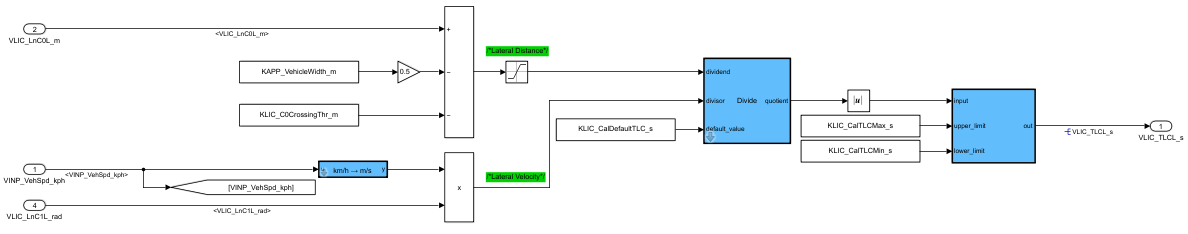 2
VLIC_LnC0L_m
<VLIC_LnC0L_m>
KAPP_VehicleWidth_m
0.5
KLIC_C0CrossingThr_m
+
−
−
/*Lateral Distance*/
dividend
divisor
Divide
quotient
default_value
KLIC_CalDefaultTLC_s
|u|
input
KLIC_CalTLCMax_s
upper_limit
out
KLIC_CalTLCMin_s
lower_limit
VLIC_TLCL_s
1
VLIC_TLCL_s
1
VINP_VehSpd_kph
<VINP_VehSpd_kph>
km/h → m/s
y
[VINP_VehSpd_kph]
x
/*Lateral Velocity*/
4
VLIC_LnC1L_rad
<VLIC_LnC1L_rad>